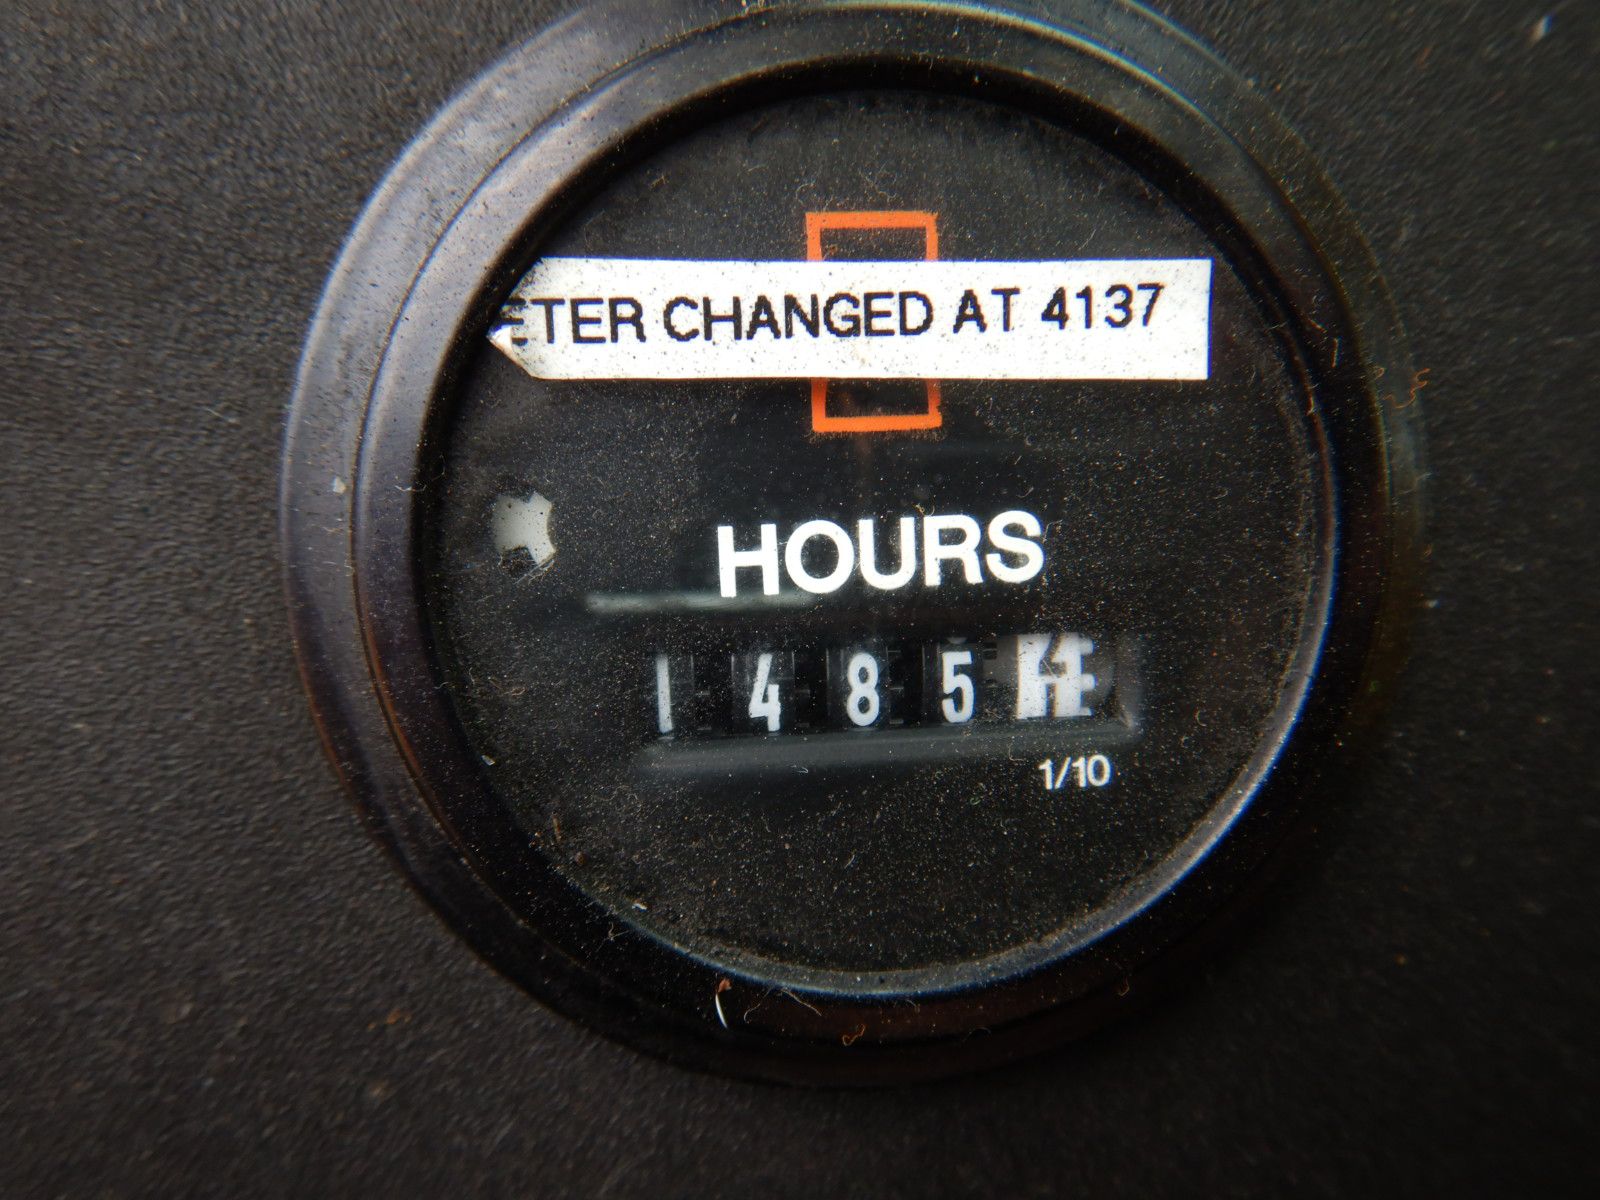 ETER CHANGED AT 4137
HOURS
1485
1/10